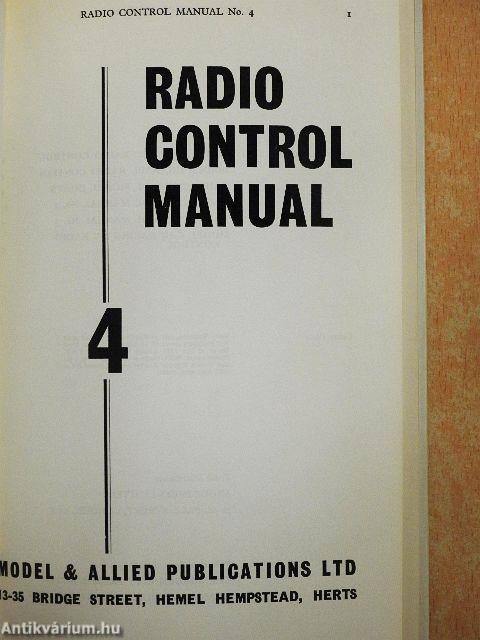 RADIO CONTROL MANUAL No. 4 1
RADIO
CONTROL
MANUAL
4
MODEL & ALLIED PUBLICATIONS LTD
13-35 BRIDGE STREET, HEMEL HEMPSTEAD, HERTS
Antikvárium.hu